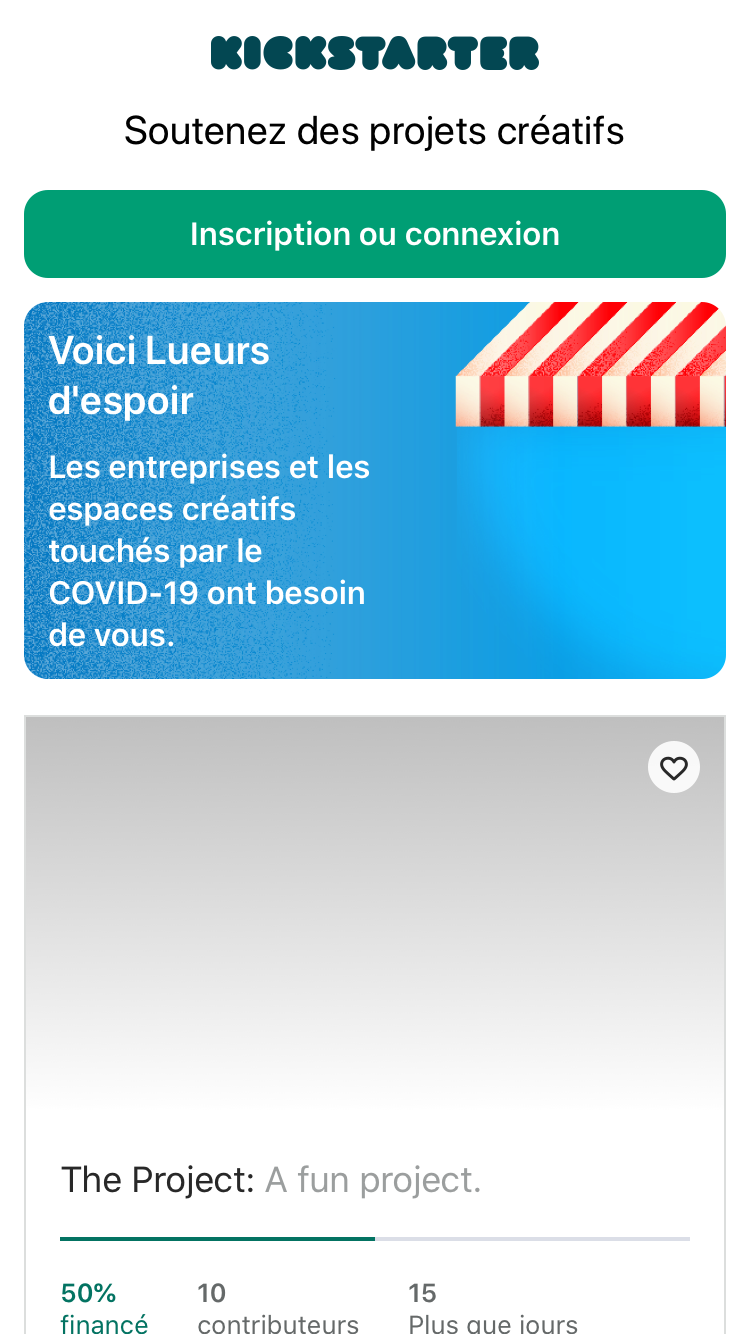 KICKSTARTER
Soutenez des projets créatifs
Inscription ou connexion
Voici Lueurs
d'espoir
Les entreprises et les
espaces créatifs
touchés par le
COVID-19 ont besoin
de vous.
The Project: A fun project.
50% 10 15
financé contributeurs Plus que jours